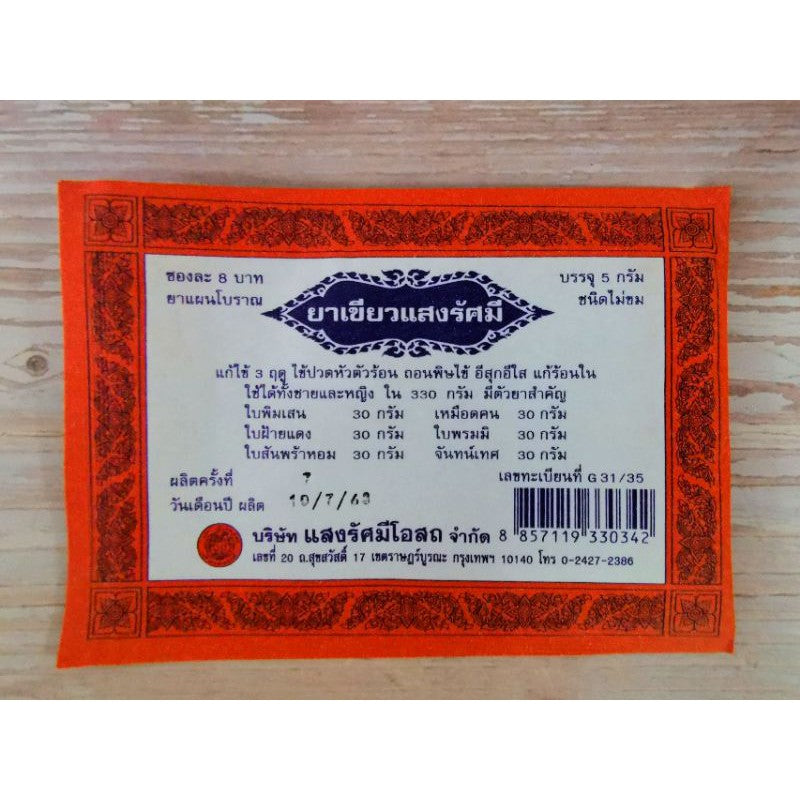 ซองละ 8 บาท
ยาแผนโบราณ
ยาเขียวแสงรัศมี
บรรจุ 5 กรัม
ชนิดไม่ขม
แก้ไข้ 3 ฤดู ไข้ปวดหัวตัวร้อน ถอนพิษไข้ อีสุกอีใส แก้ร้อนใน
ใช้ได้ทั้งชายและหญิง ใน 330 กรัม มีตัวยาสำคัญ
ใบพิมเสน 30 กรัม เหมือดคน 30 กรัม
ใบฝ้ายแดง 30 กรัม ใบพรมมิ 30 กรัม
ใบสันพร้าหอม 30 กรัม จันทน์เทศ 30 กรัม
ผลิตครั้งที่ 7
เลขทะเบียนที่ G 31/35
วันเดือนปี ผลิต 10/7/63
บริษัท แสงรัศมีโอสถ จำกัด
8 857119 330342
เลขที่ 20 ถ.สุขสวัสดิ์ 17 เขตราษฎร์บูรณะ กรุงเทพฯ 10140 โทร 0-2427-2386